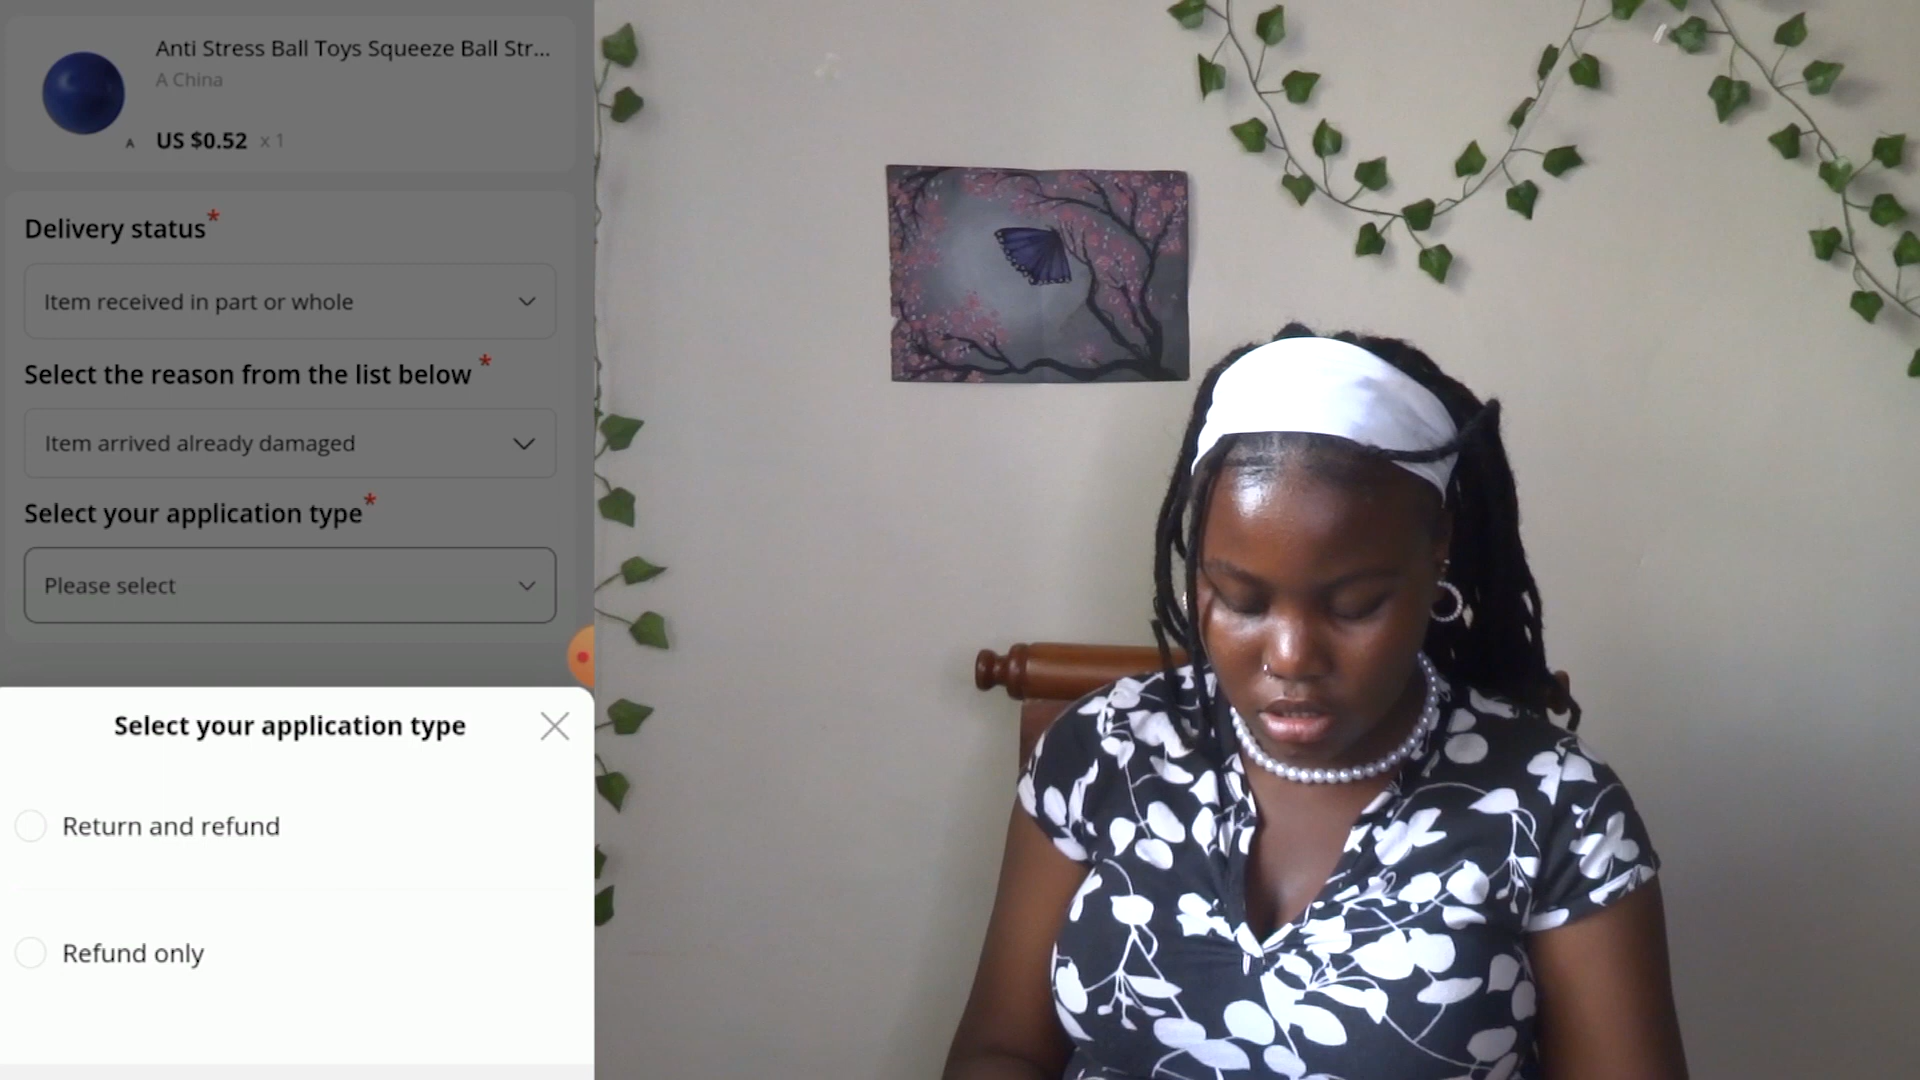 Anti Stress Ball Toys Squeeze Ball Str...
A China
A
US $0.52 x 1
Delivery status*
Item received in part or whole
Select the reason from the list below *
Item arrived already damaged
Select your application type*
Please select
Select your application type
Return and refund
Refund only